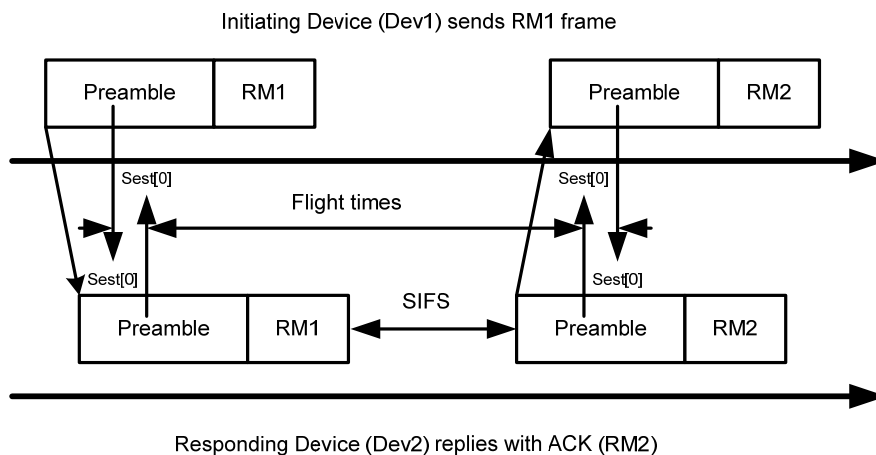 Initiating Device (Dev1) sends RM1 frame
Preamble RM1 Preamble RM2
Sest[0] Sest[0]
Flight times
Sest[0] Sest[0]
Preamble RM1 SIFS Preamble RM2
Responding Device (Dev2) replies with ACK (RM2)